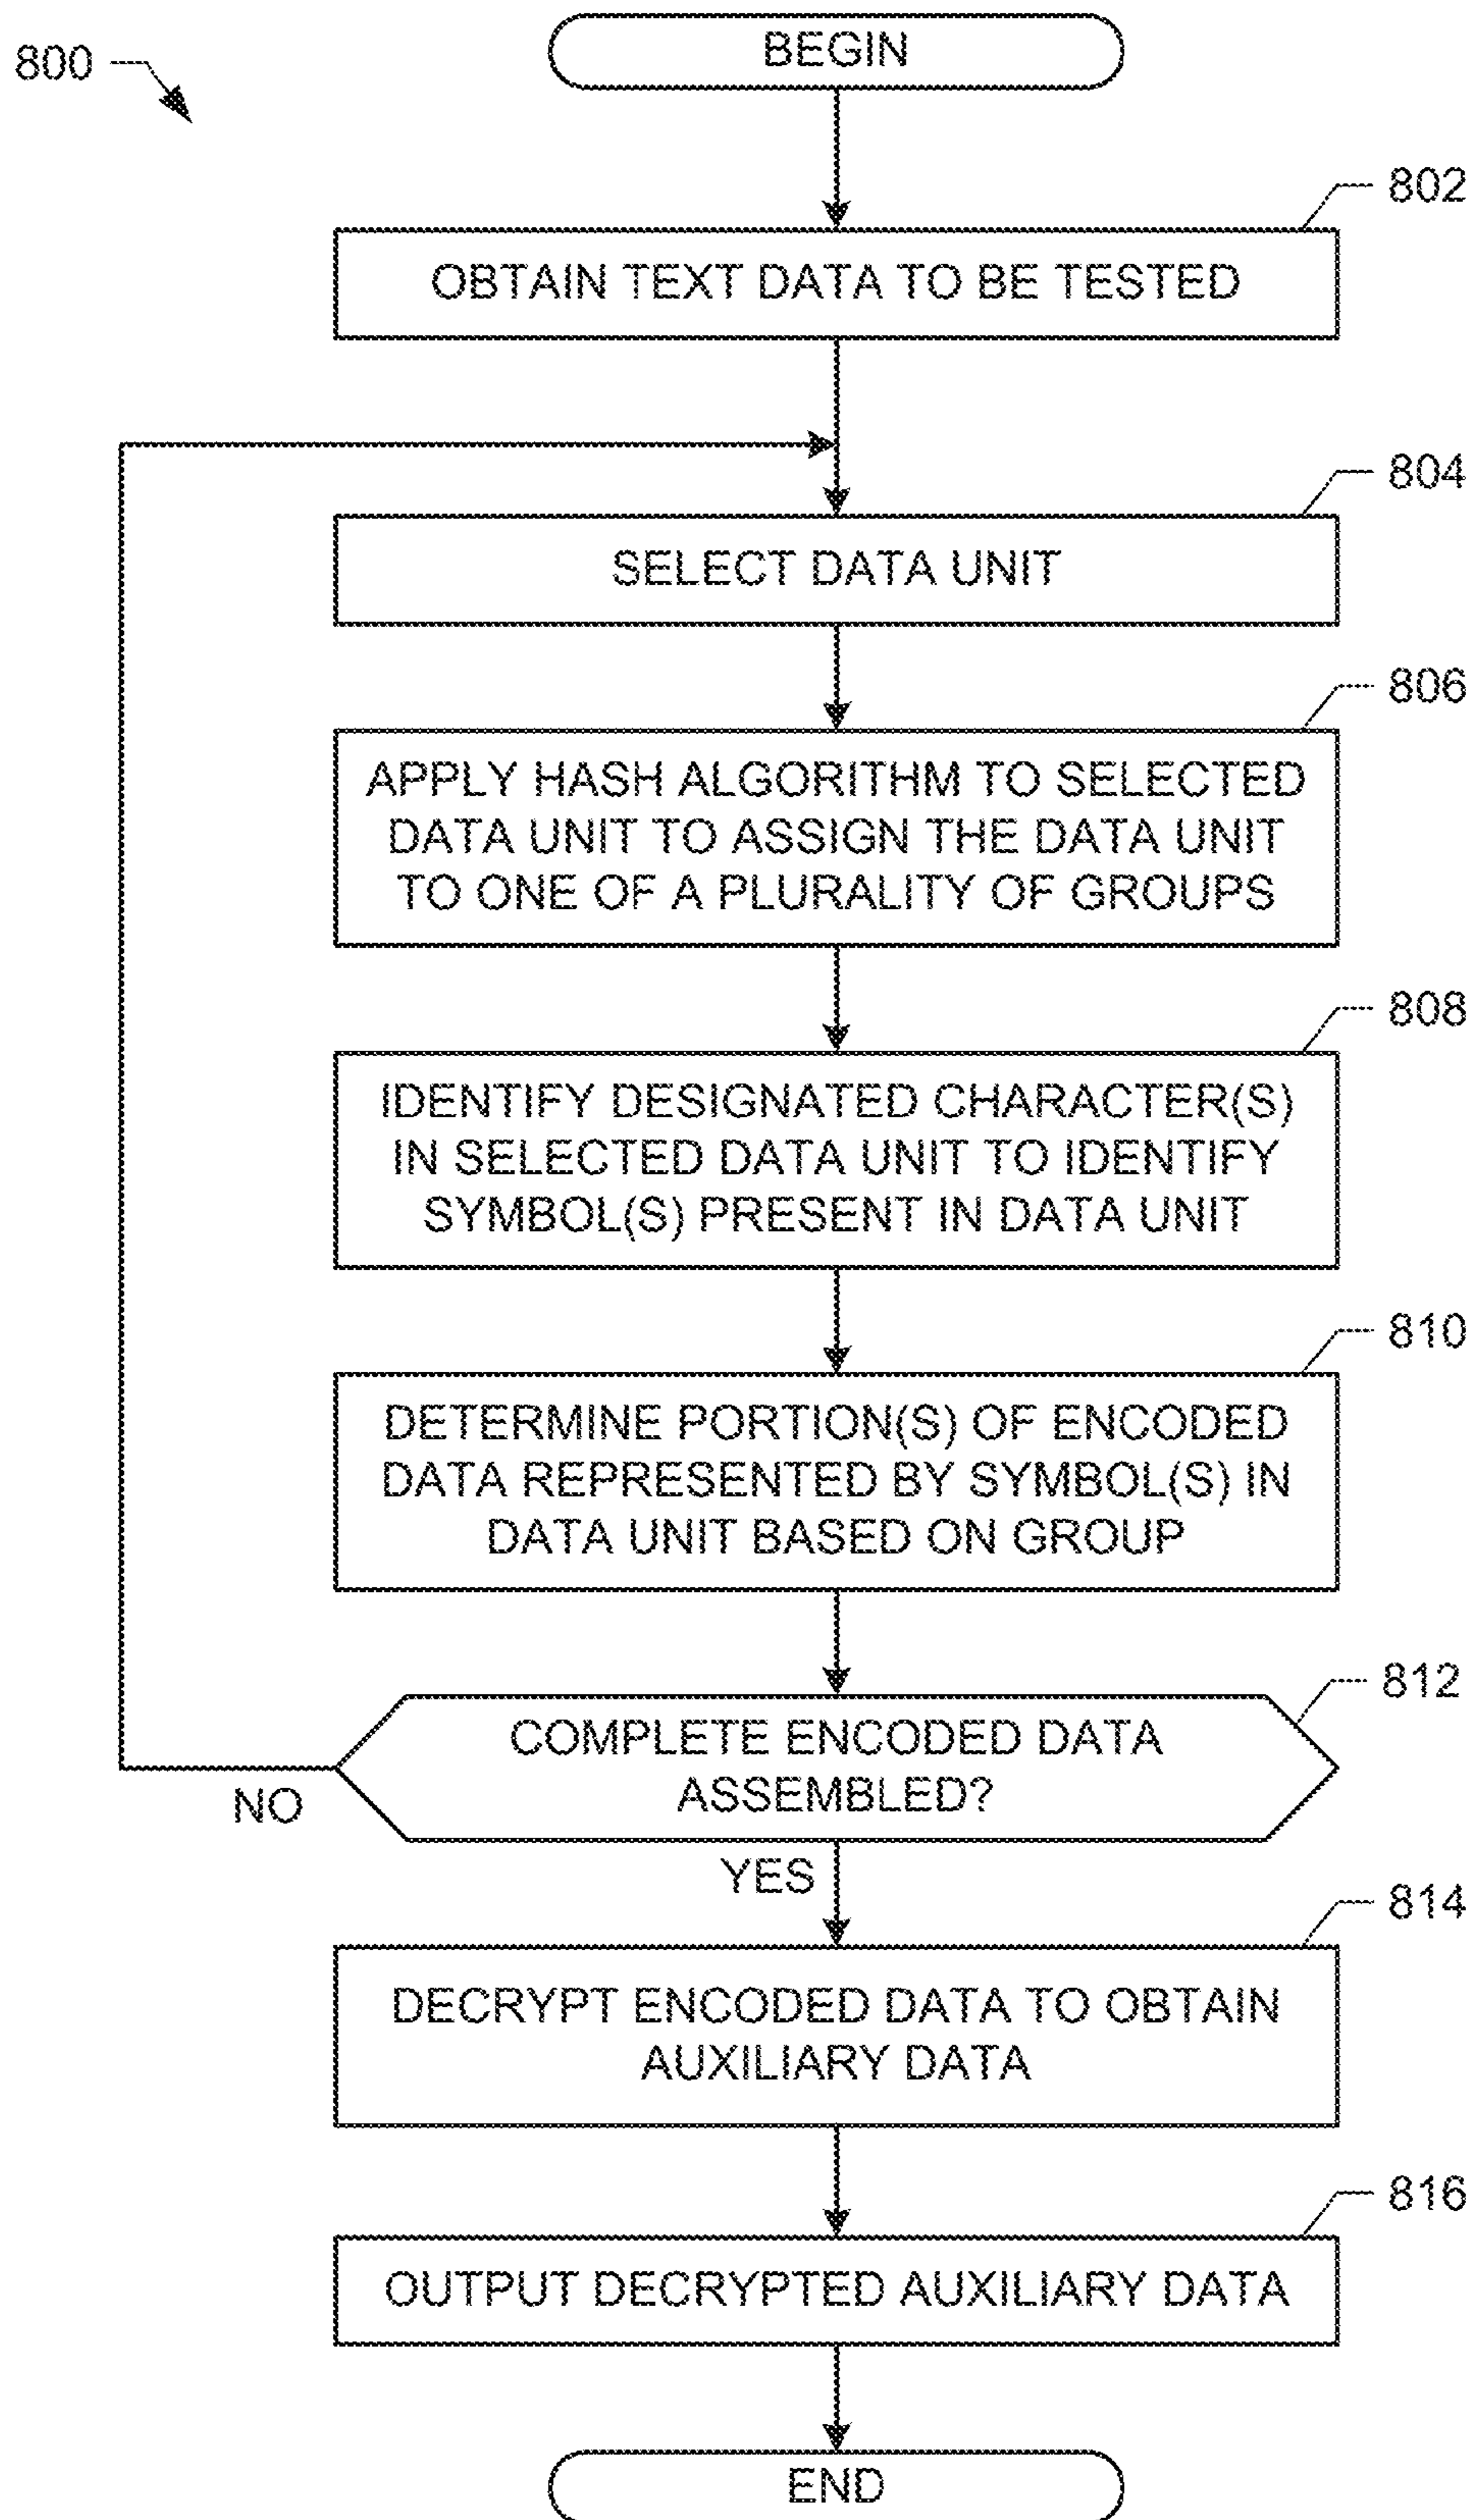 800
BEGIN
802
OBTAIN TEXT DATA TO BE TESTED
804
SELECT DATA UNIT
806
APPLY HASH ALGORITHM TO SELECTED
DATA UNIT TO ASSIGN THE DATA UNIT
TO ONE OF A PLURALITY OF GROUPS
808
IDENTIFY DESIGNATED CHARACTER(S)
IN SELECTED DATA UNIT TO IDENTIFY
SYMBOL(S) PRESENT IN DATA UNIT
810
DETERMINE PORTION(S) OF ENCODED
DATA REPRESENTED BY SYMBOL(S) IN
DATA UNIT BASED ON GROUP
812
COMPLETE ENCODED DATA
ASSEMBLED?
NO
YES
814
DECRYPT ENCODED DATA TO OBTAIN
AUXILIARY DATA
816
OUTPUT DECRYPTED AUXILIARY DATA
END